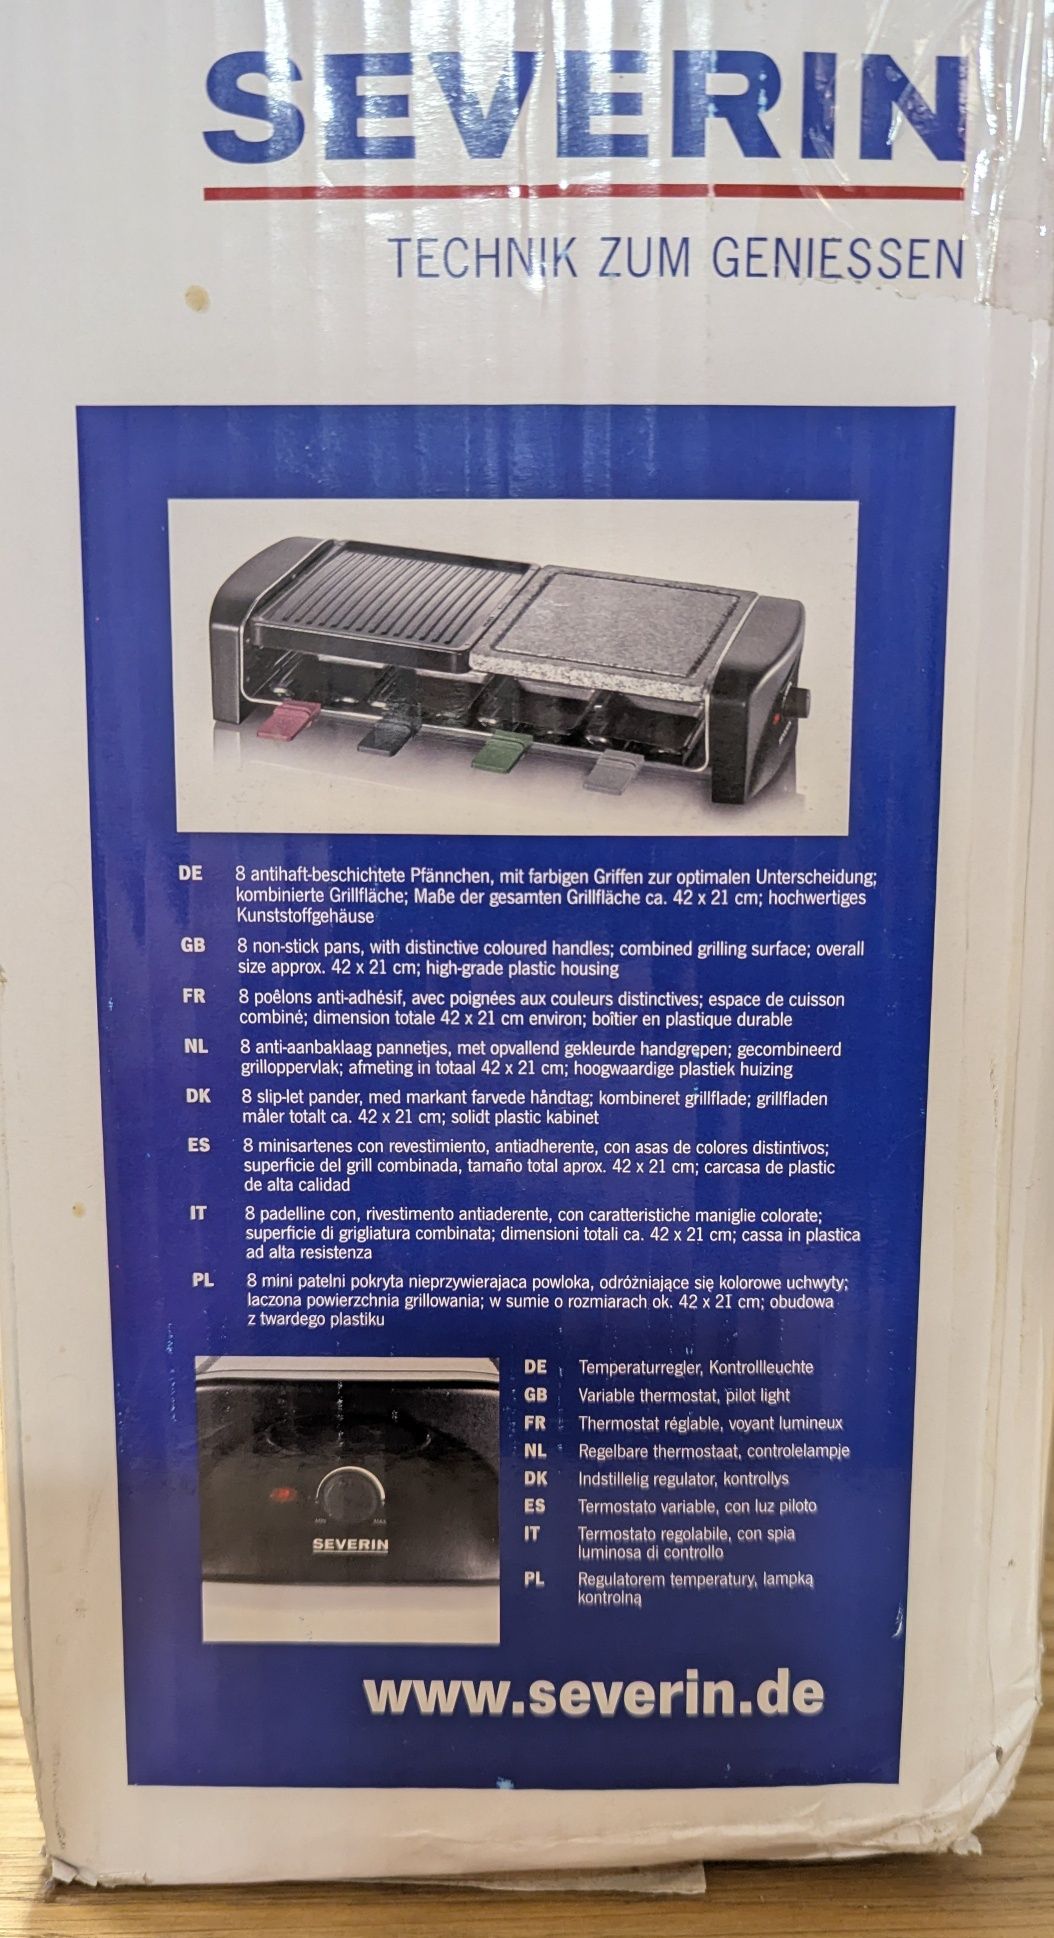 SEVERIN
TECHNIK ZUM GENIESSEN
DE 8 antihaft-beschichtete Pfännchen, mit farbigen Griffen zur optimalen Unterscheidung;
kombinierte Grillfläche; Maße der gesamten Grillfläche ca. 42 x 21 cm; hochwertiges
Kunststoffgehäuse
GB 8 non-stick pans, with distinctive coloured handles; combined grilling surface; overall
size approx. 42 x 21 cm; high-grade plastic housing
FR 8 poêlons anti-adhésif, avec poignées aux couleurs distinctives; espace de cuisson
combiné; dimension totale 42 x 21 cm environ; boîtier en plastique durable
NL 8 anti-aanbaklaag pannetjes, met opvallend gekleurde handgrepen; gecombineerd
grilloppervlak; afmeting in totaal 42 x 21 cm; hoogwaardige plastiek huizing
DK 8 slip-let pander, med markant farvede håndtag; kombineret grillflade; grillfladen
måler totalt ca. 42 x 21 cm; solidt plastic kabinet
ES 8 minisartenes con revestimiento, antiadherente, con asas de colores distintivos;
superficie del grill combinada, tamaño total aprox. 42 x 21 cm; carcasa de plastic
de alta calidad
IT 8 padelline con, rivestimento antiaderente, con caratteristiche maniglie colorate;
superficie di grigliatura combinata; dimensioni totali ca. 42 x 21 cm; cassa in plastica
ad alta resistenza
PL 8 mini patelni pokryta nieprzywierajaca powloka, odróżniające się kolorowe uchwyty;
laczona powierzchnia grillowania; w sumie o rozmiarach ok. 42 x 21 cm; obudowa
z twardego plastiku
MIN MAX
SEVERIN
DE Temperaturregler, Kontrollleuchte
GB Variable thermostat, pilot light
FR Thermostat réglable, voyant lumineux
NL Regelbare thermostaat, controlelampje
DK Indstillelig regulator, kontrollys
ES Termostato variable, con luz piloto
IT Termostato regolabile, con spia
luminosa di controllo
PL Regulatorem temperatury, lampką
kontrolną
www.severin.de